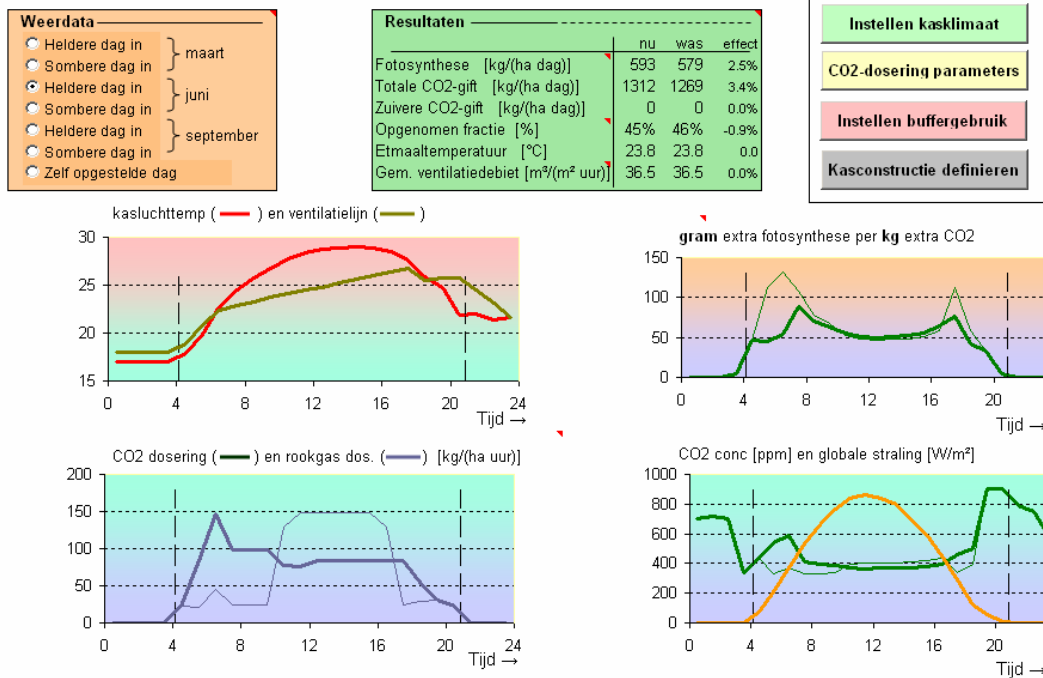 Weerdata
Heldere dag in
Sombere dag in
maart
Heldere dag in
Sombere dag in
juni
Heldere dag in
Sombere dag in
september
Zelf opgestelde dag
Resultaten
nu was effect
Fotosynthese [kg/(ha dag)] 593 579 2.5%
Totale CO2-gift [kg/(ha dag)] 1312 1269 3.4%
Zuivere CO2-gift [kg/(ha dag)] 0 0 0.0%
Opgenomen fractie [%] 45% 46% -0.9%
Etmaaltemperatuur [°C] 23.8 23.8 0.0
Gem. ventilatiedebiet [m³/(m² uur)] 36.5 36.5 0.0%
Instellen kasklimaat
CO2-dosering parameters
Instellen buffergebruik
Kasconstructie definieren
kasluchttemp ( ) en ventilatielijn ( )
30
25
20
15
0 4 8 12 16 20 24
Tijd →
gram extra fotosynthese per kg extra CO2
150
100
50
0
0 4 8 12 16 20
Tijd →
CO2 dosering ( ) en rookgas dos. ( ) [kg/(ha uur)]
200
150
100
50
0
0 4 8 12 16 20 24
Tijd →
CO2 conc [ppm] en globale straling [W/m²]
1000
800
600
400
200
0
0 4 8 12 16 20
Tijd →